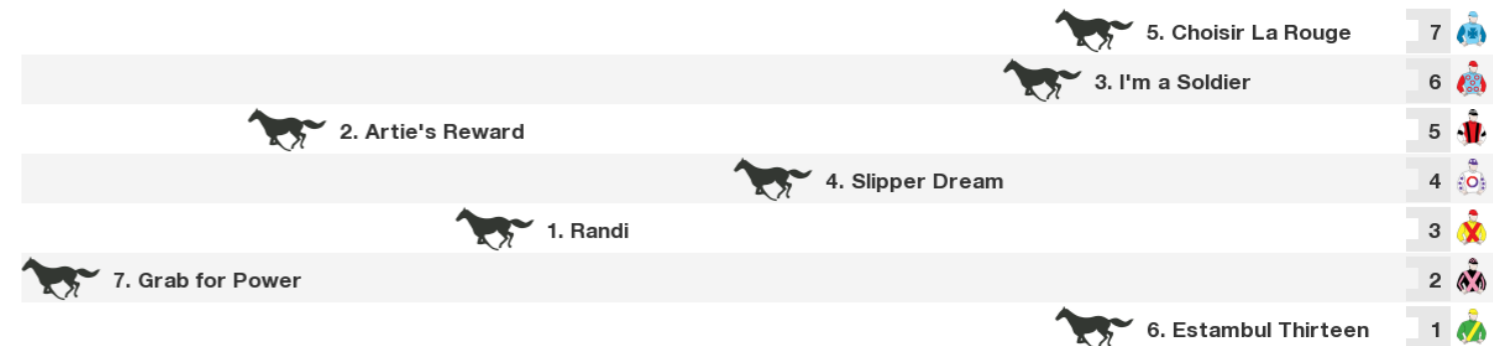 5. Choisir La Rouge 7
3. I'm a Soldier 6
2. Artie's Reward 5
4. Slipper Dream 4
1. Randi 3
7. Grab for Power 2
6. Estambul Thirteen 1